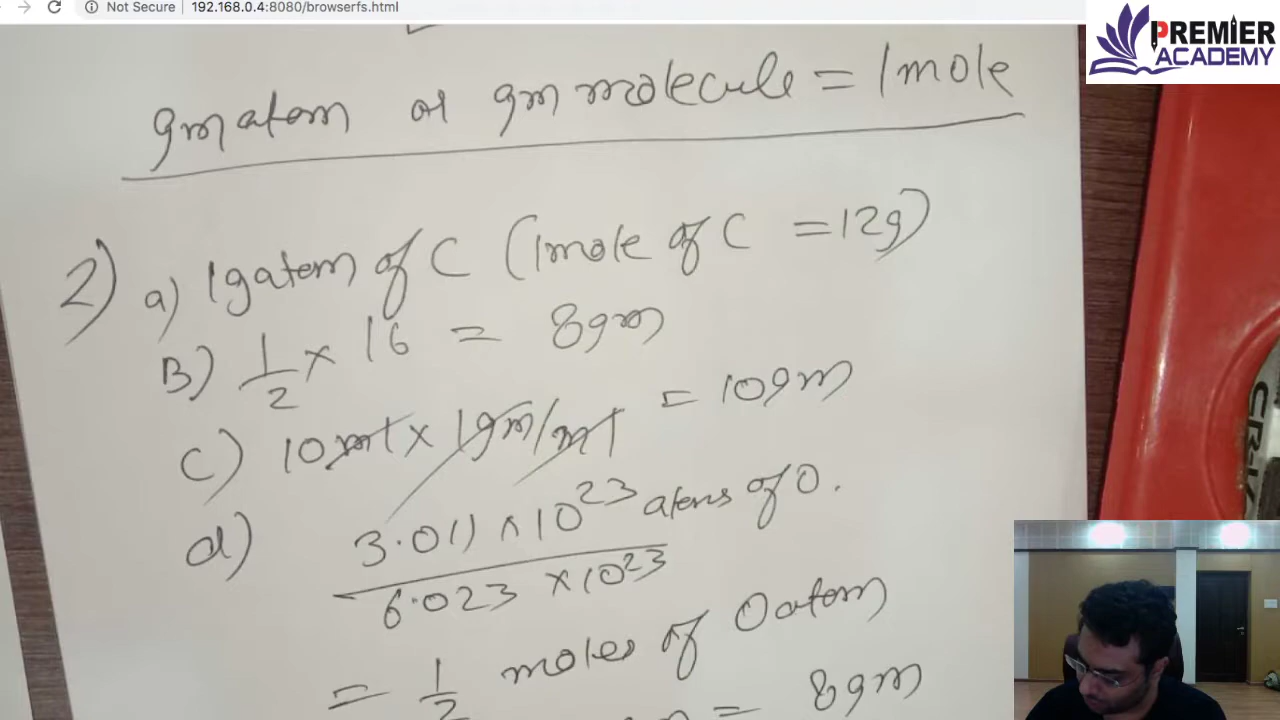 Not Secure | 192.168.0.4:8080/browserfs.html
PREMIER
ACADEMY
gm atom or gm molecule = 1 mole
2) a) 1g atom of C (1 mole of C = 12g)
B) 1/2 × 16 = 8gm
C) 10 ml × 1gm/ml = 10gm
d) 3.011 × 10^23 atoms of O.
6.023 × 10^23
= 1/2 moles of O atom
= 8gm